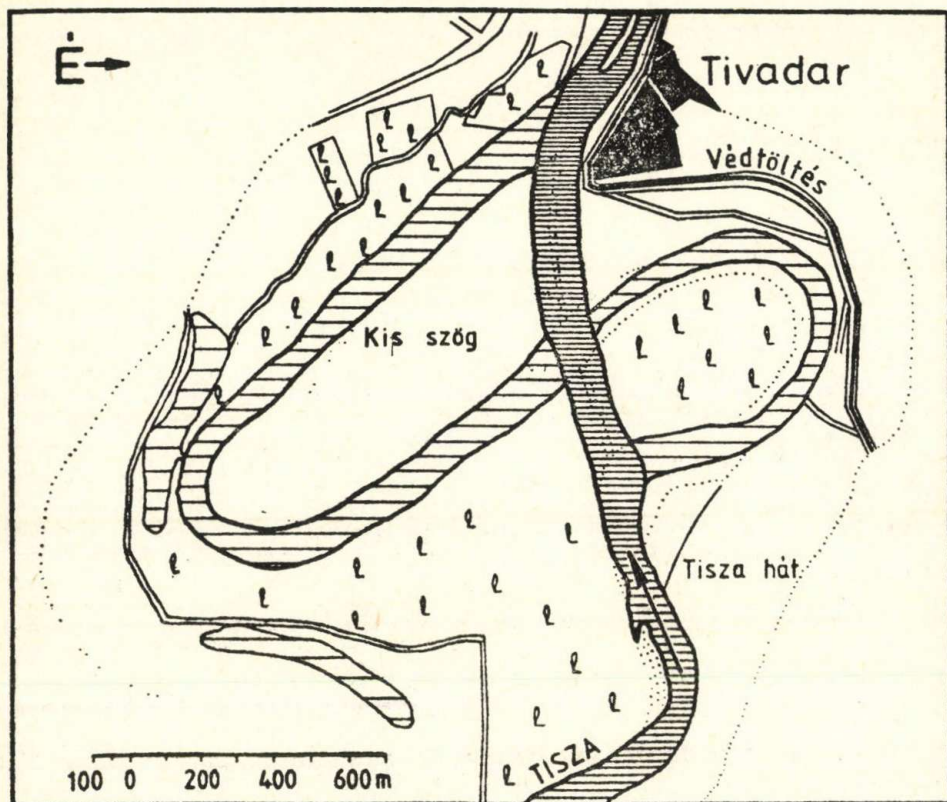 É
Tivadar
Védtöltés
Kis szög
Tisza hát
TISZA
100 0 200 400 600 m